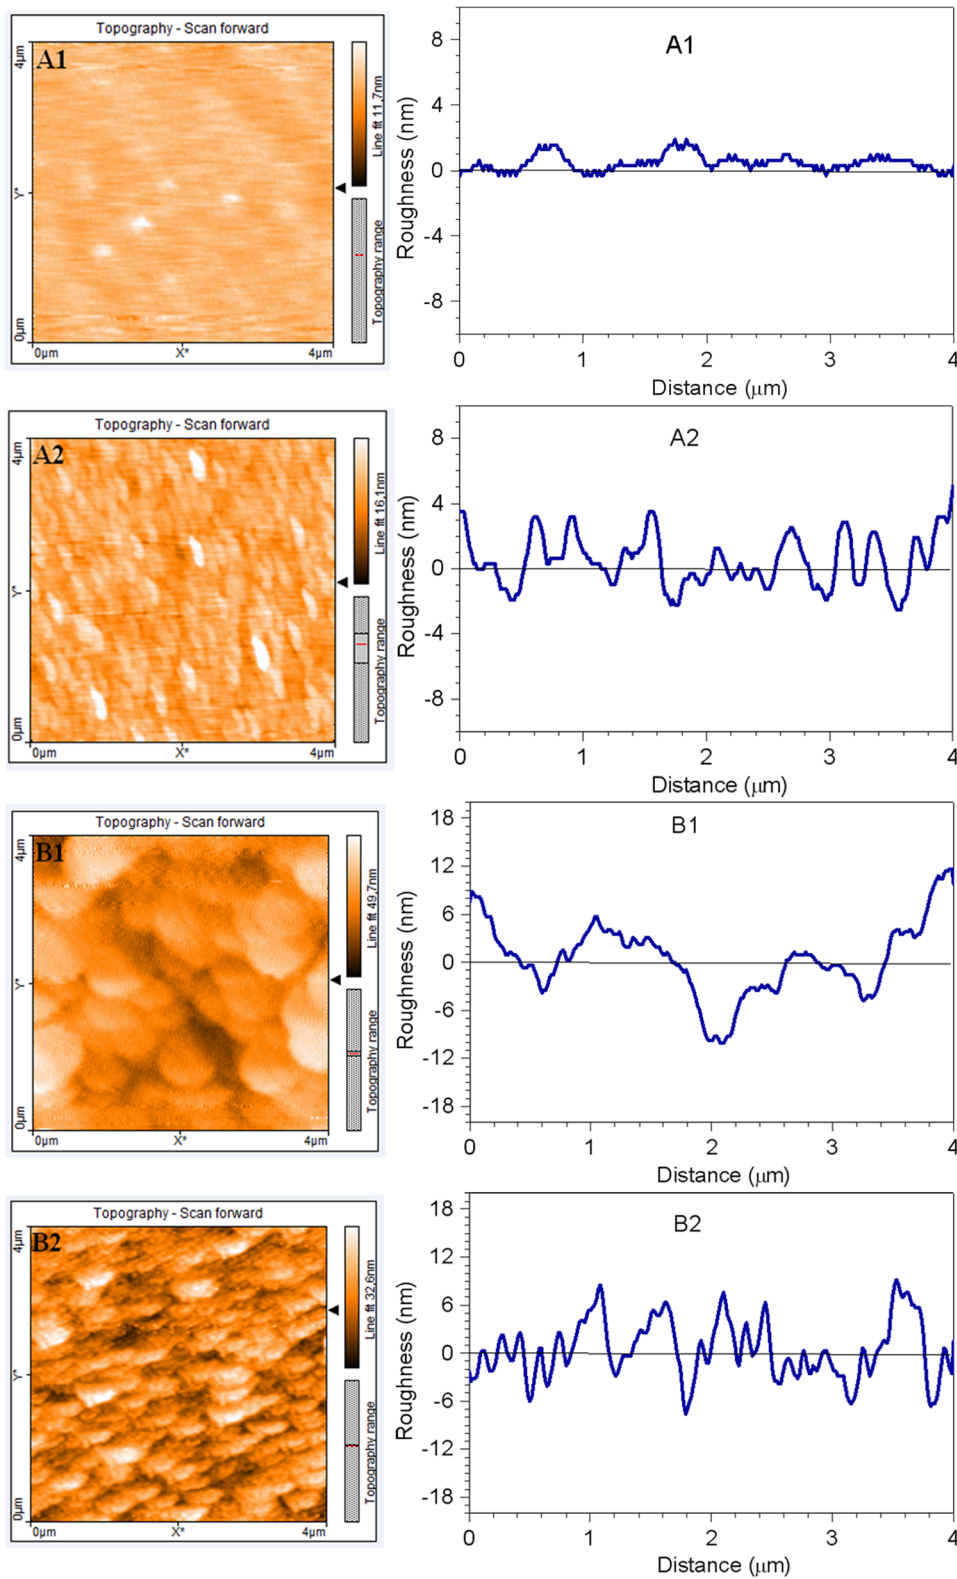 Topography - Scan forward
A1
4µm
Y*
0µm
0µm
X*
4µm
Line fit 11,7nm
Topography range
A1
Roughness (nm)
8
4
0
-4
-8
0
1
2
3
4
Distance (µm)
Topography - Scan forward
A2
4µm
Y*
0µm
0µm
X*
4µm
Line fit 16,1nm
Topography range
A2
Roughness (nm)
8
4
0
-4
-8
0
1
2
3
4
Distance (µm)
Topography - Scan forward
B1
4µm
Y*
0µm
0µm
X*
4µm
Line fit 49,7nm
Topography range
B1
Roughness (nm)
18
12
6
0
-6
-12
-18
0
1
2
3
4
Distance (µm)
Topography - Scan forward
B2
4µm
Y*
0µm
0µm
X*
4µm
Line fit 32,6nm
Topography range
B2
Roughness (nm)
18
12
6
0
-6
-12
-18
0
1
2
3
4
Distance (µm)